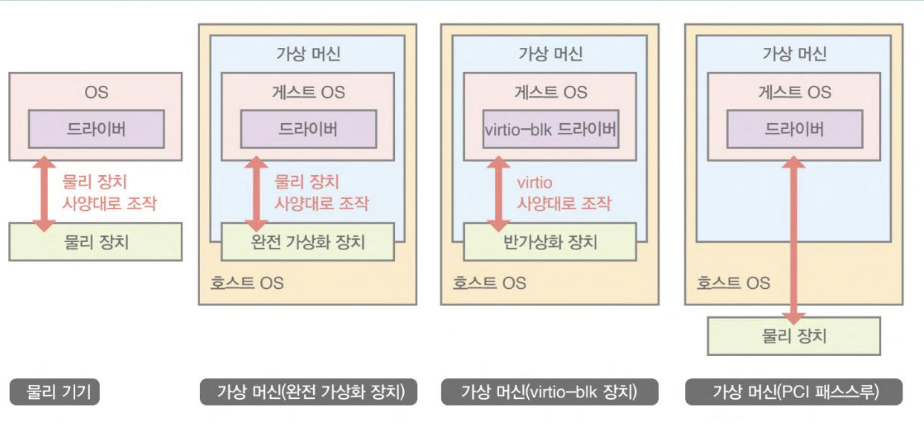 OS
드라이버
물리 장치
사양대로 조작
물리 장치
물리 기기
가상 머신
게스트 OS
드라이버
물리 장치
사양대로 조작
완전 가상화 장치
호스트 OS
가상 머신(완전 가상화 장치)
가상 머신
게스트 OS
virtio-blk 드라이버
virtio
사양대로 조작
반가상화 장치
호스트 OS
가상 머신(virtio-blk 장치)
가상 머신
게스트 OS
드라이버
호스트 OS
물리 장치
가상 머신(PCI 패스스루)